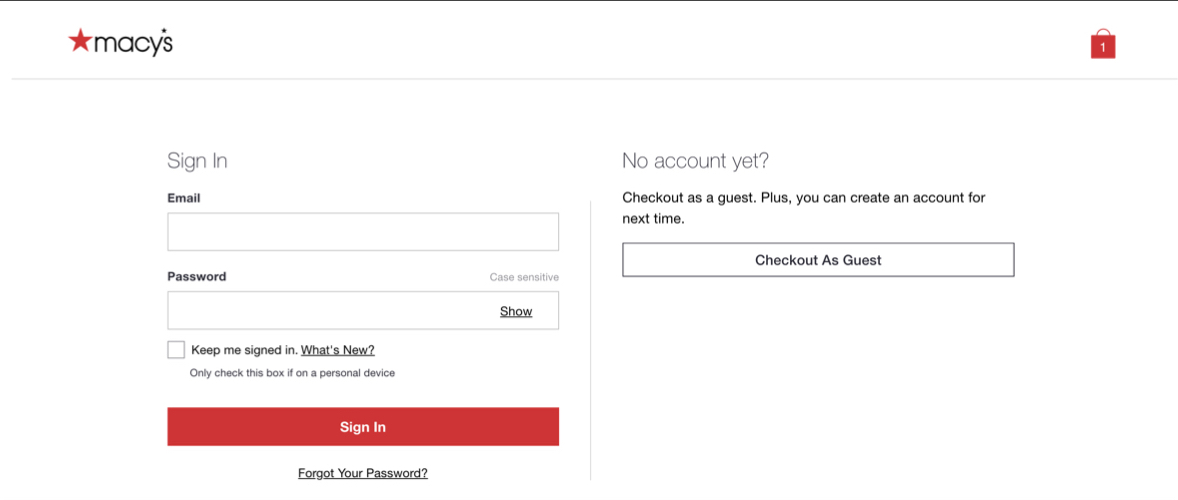 macy's
1
Sign In
Email
Password
Case sensitive
Show
Keep me signed in. What's New?
Only check this box if on a personal device
Sign In
Forgot Your Password?
No account yet?
Checkout as a guest. Plus, you can create an account for
next time.
Checkout As Guest